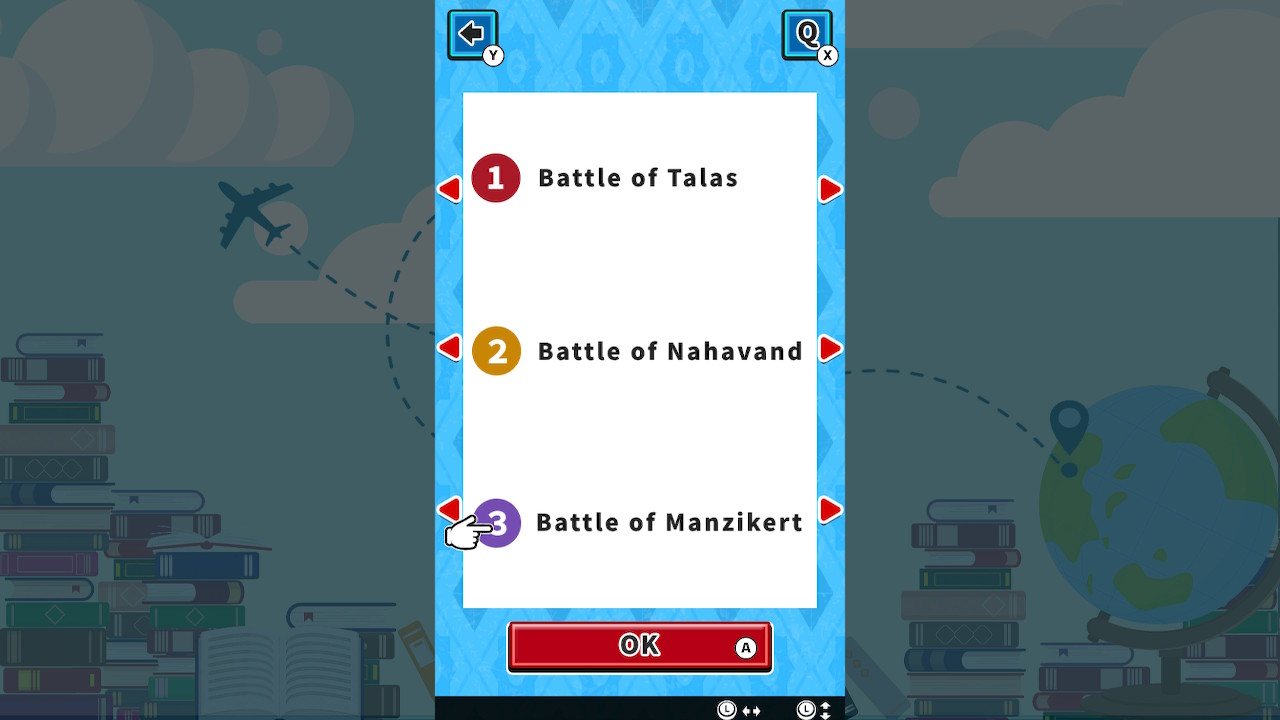 Y
Q
X
1 Battle of Talas
2 Battle of Nahavand
3 Battle of Manzikert
OK A
L L